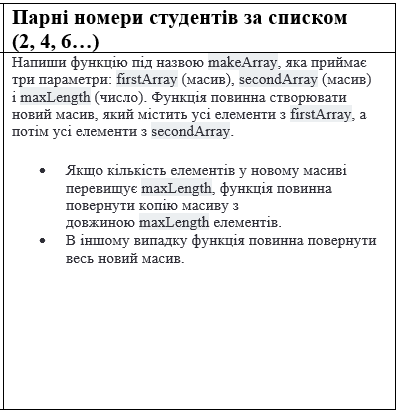 Парні номери студентів за списком
(2, 4, 6…)
Напиши функцію під назвою makeArray, яка приймає
три параметри: firstArray (масив), secondArray (масив)
і maxLength (число). Функція повинна створювати
новий масив, який містить усі елементи з firstArray, а
потім усі елементи з secondArray.
• Якщо кількість елементів у новому масиві
перевищує maxLength, функція повинна
повернути копію масиву з
довжиною maxLength елементів.
• В іншому випадку функція повинна повернути
весь новий масив.